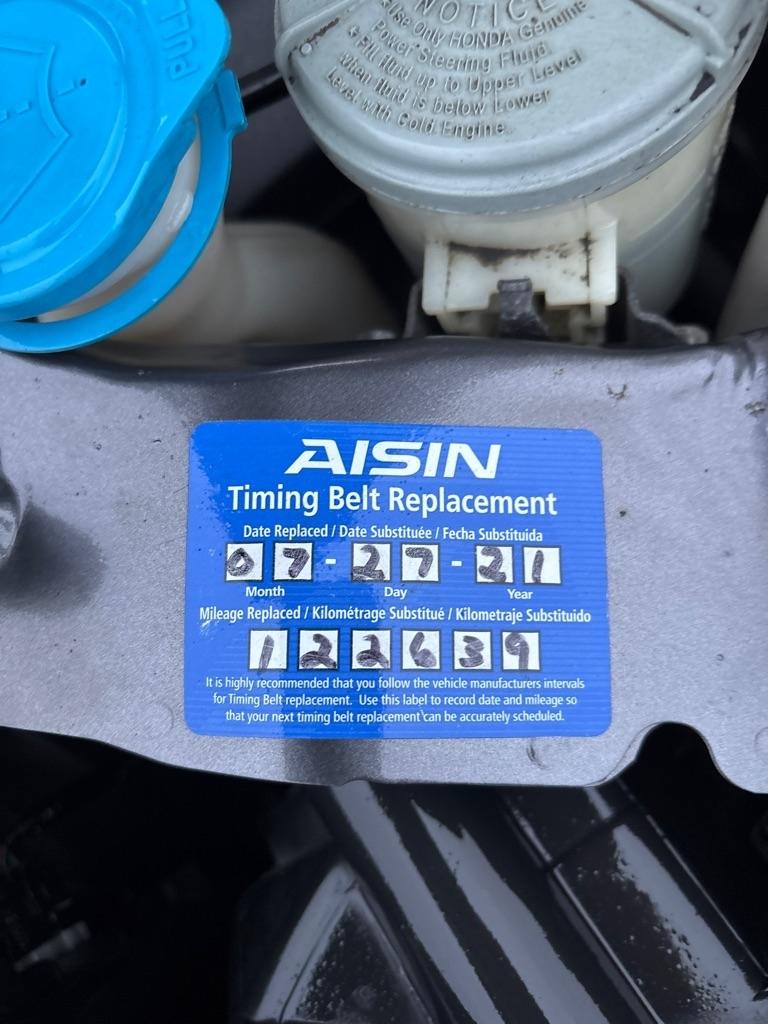 PULL
NOTICE
• Use Only HONDA Genuine
Power Steering Fluid.
• Fill fluid up to Upper Level
when fluid is below Lower
Level with Cold Engine.
AISIN
Timing Belt Replacement
Date Replaced / Date Substituée / Fecha Substituida
07 - 27 - 21
Month Day Year
Mileage Replaced / Kilométrage Substitué / Kilometraje Substituido
122639
It is highly recommended that you follow the vehicle manufacturers intervals
for Timing Belt replacement. Use this label to record date and mileage so
that your next timing belt replacement can be accurately scheduled.